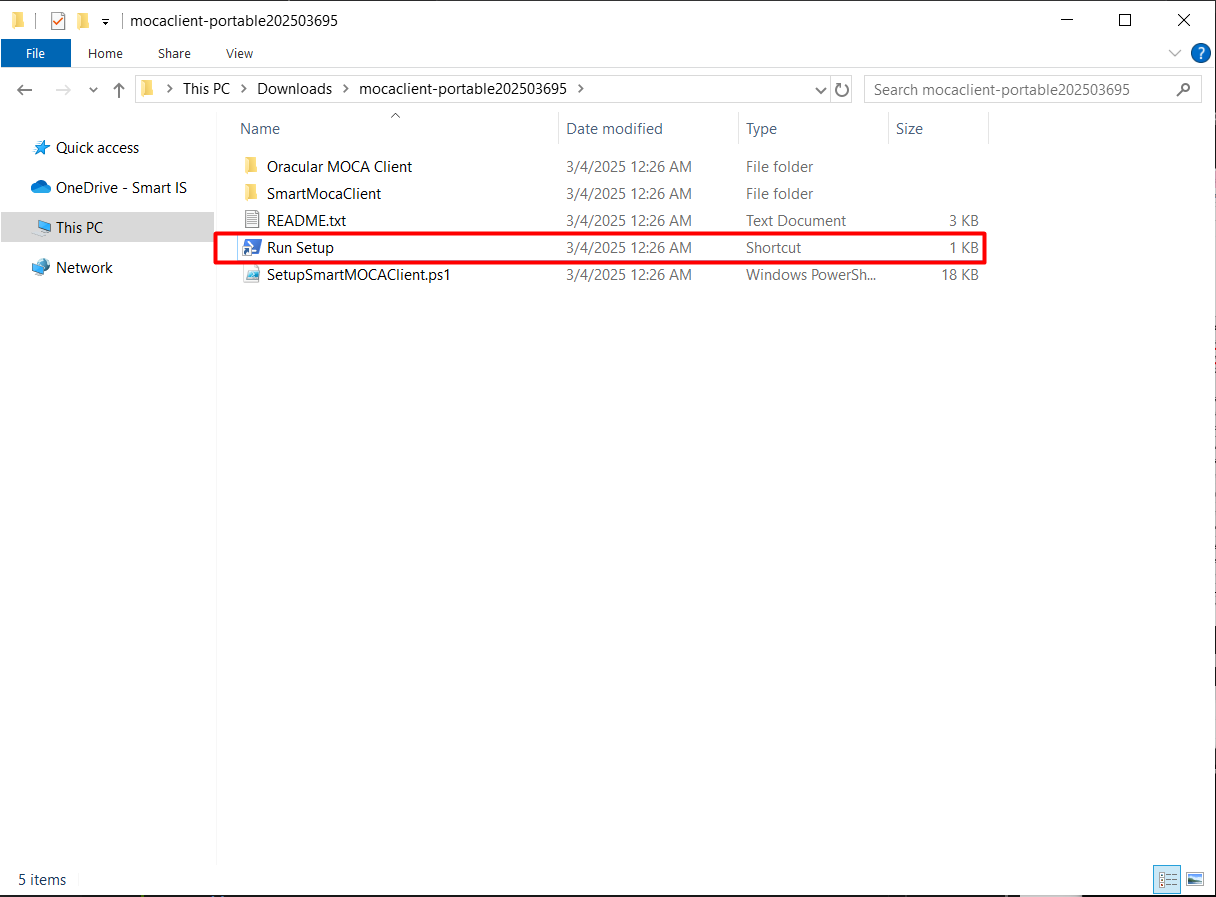 mocaclient-portable202503695
File Home Share View ?
This PC Downloads mocaclient-portable202503695 Search mocaclient-portable202503695
Name Date modified Type Size
Quick access
OneDrive - Smart IS
This PC
Network
Oracular MOCA Client 3/4/2025 12:26 AM File folder
SmartMocaClient 3/4/2025 12:26 AM File folder
README.txt 3/4/2025 12:26 AM Text Document 3 KB
Run Setup 3/4/2025 12:26 AM Shortcut 1 KB
SetupSmartMOCAClient.ps1 3/4/2025 12:26 AM Windows PowerSh... 18 KB
5 items